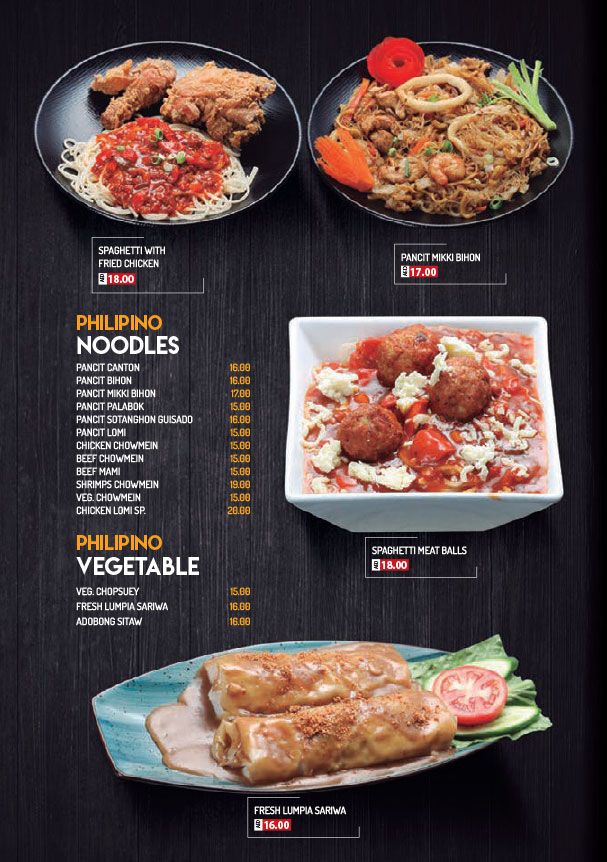 SPAGHETTI WITH
FRIED CHICKEN
AED 18.00
PANCIT MIKKI BIHON
AED 17.00
PHILIPINO
NOODLES
PANCIT CANTON 16.00
PANCIT BIHON 16.00
PANCIT MIKKI BIHON 17.00
PANCIT PALABOK 15.00
PANCIT SOTANGHON GUISADO 16.00
PANCIT LOMI 15.00
CHICKEN CHOWMEIN 15.00
BEEF CHOWMEIN 15.00
BEEF MAMI 15.00
SHRIMPS CHOWMEIN 19.00
VEG. CHOWMEIN 15.00
CHICKEN LOMI SP. 20.00
SPAGHETTI MEAT BALLS
AED 18.00
PHILIPINO
VEGETABLE
VEG. CHOPSUEY 15.00
FRESH LUMPIA SARIWA 16.00
ADOBONG SITAW 16.00
FRESH LUMPIA SARIWA
AED 16.00